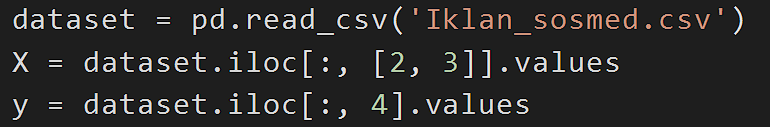 dataset = pd.read_csv('Iklan_sosmed.csv')
X = dataset.iloc[:, [2, 3]].values
y = dataset.iloc[:, 4].values